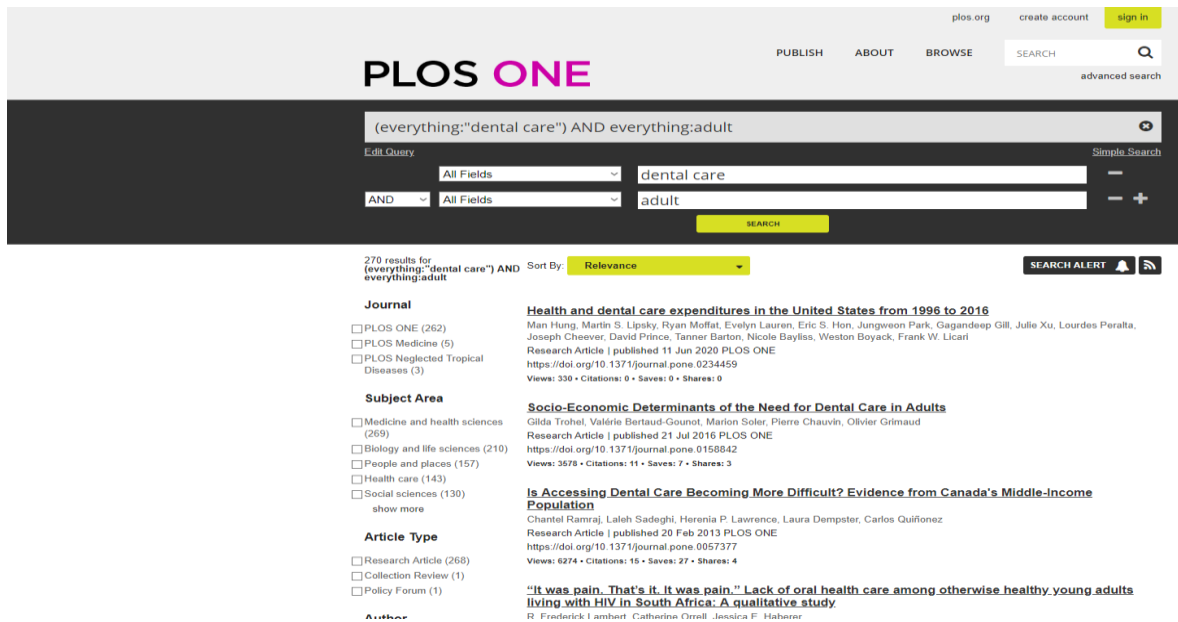 plos.org create account sign in
PUBLISH ABOUT BROWSE SEARCH
PLOS ONE
advanced search
(everything:"dental care") AND everything:adult
Edit Query Simple Search
All Fields dental care
AND All Fields adult
SEARCH
270 results for
(everything:"dental care") AND
everything:adult
Sort By: Relevance
SEARCH ALERT
Journal
PLOS ONE (262)
PLOS Medicine (5)
PLOS Neglected Tropical
Diseases (3)
Subject Area
Medicine and health sciences
(269)
Biology and life sciences (210)
People and places (157)
Health care (143)
Social sciences (130)
show more
Article Type
Research Article (268)
Collection Review (1)
Policy Forum (1)
Author
Health and dental care expenditures in the United States from 1996 to 2016
Man Hung, Martin S. Lipsky, Ryan Moffat, Evelyn Lauren, Eric S. Hon, Jungweon Park, Gagandeep Gill, Julie Xu, Lourdes Peralta,
Joseph Cheever, David Prince, Tanner Barton, Nicole Bayliss, Weston Boyack, Frank W. Licari
Research Article | published 11 Jun 2020 PLOS ONE
https://doi.org/10.1371/journal.pone.0234459
Views: 330 • Citations: 0 • Saves: 0 • Shares: 0
Socio-Economic Determinants of the Need for Dental Care in Adults
Gilda Trohel, Valérie Bertaud-Gounot, Marion Soler, Pierre Chauvin, Olivier Grimaud
Research Article | published 21 Jul 2016 PLOS ONE
https://doi.org/10.1371/journal.pone.0158842
Views: 3578 • Citations: 11 • Saves: 7 • Shares: 3
Is Accessing Dental Care Becoming More Difficult? Evidence from Canada's Middle-Income
Population
Chantel Ramraj, Laleh Sadeghi, Herenia P. Lawrence, Laura Dempster, Carlos Quiñonez
Research Article | published 20 Feb 2013 PLOS ONE
https://doi.org/10.1371/journal.pone.0057377
Views: 6274 • Citations: 15 • Saves: 27 • Shares: 4
“It was pain. That’s it. It was pain.” Lack of oral health care among otherwise healthy young adults
living with HIV in South Africa: A qualitative study
R. Frederick Lambert, Catherine Orrell, Jessica E. Haberer